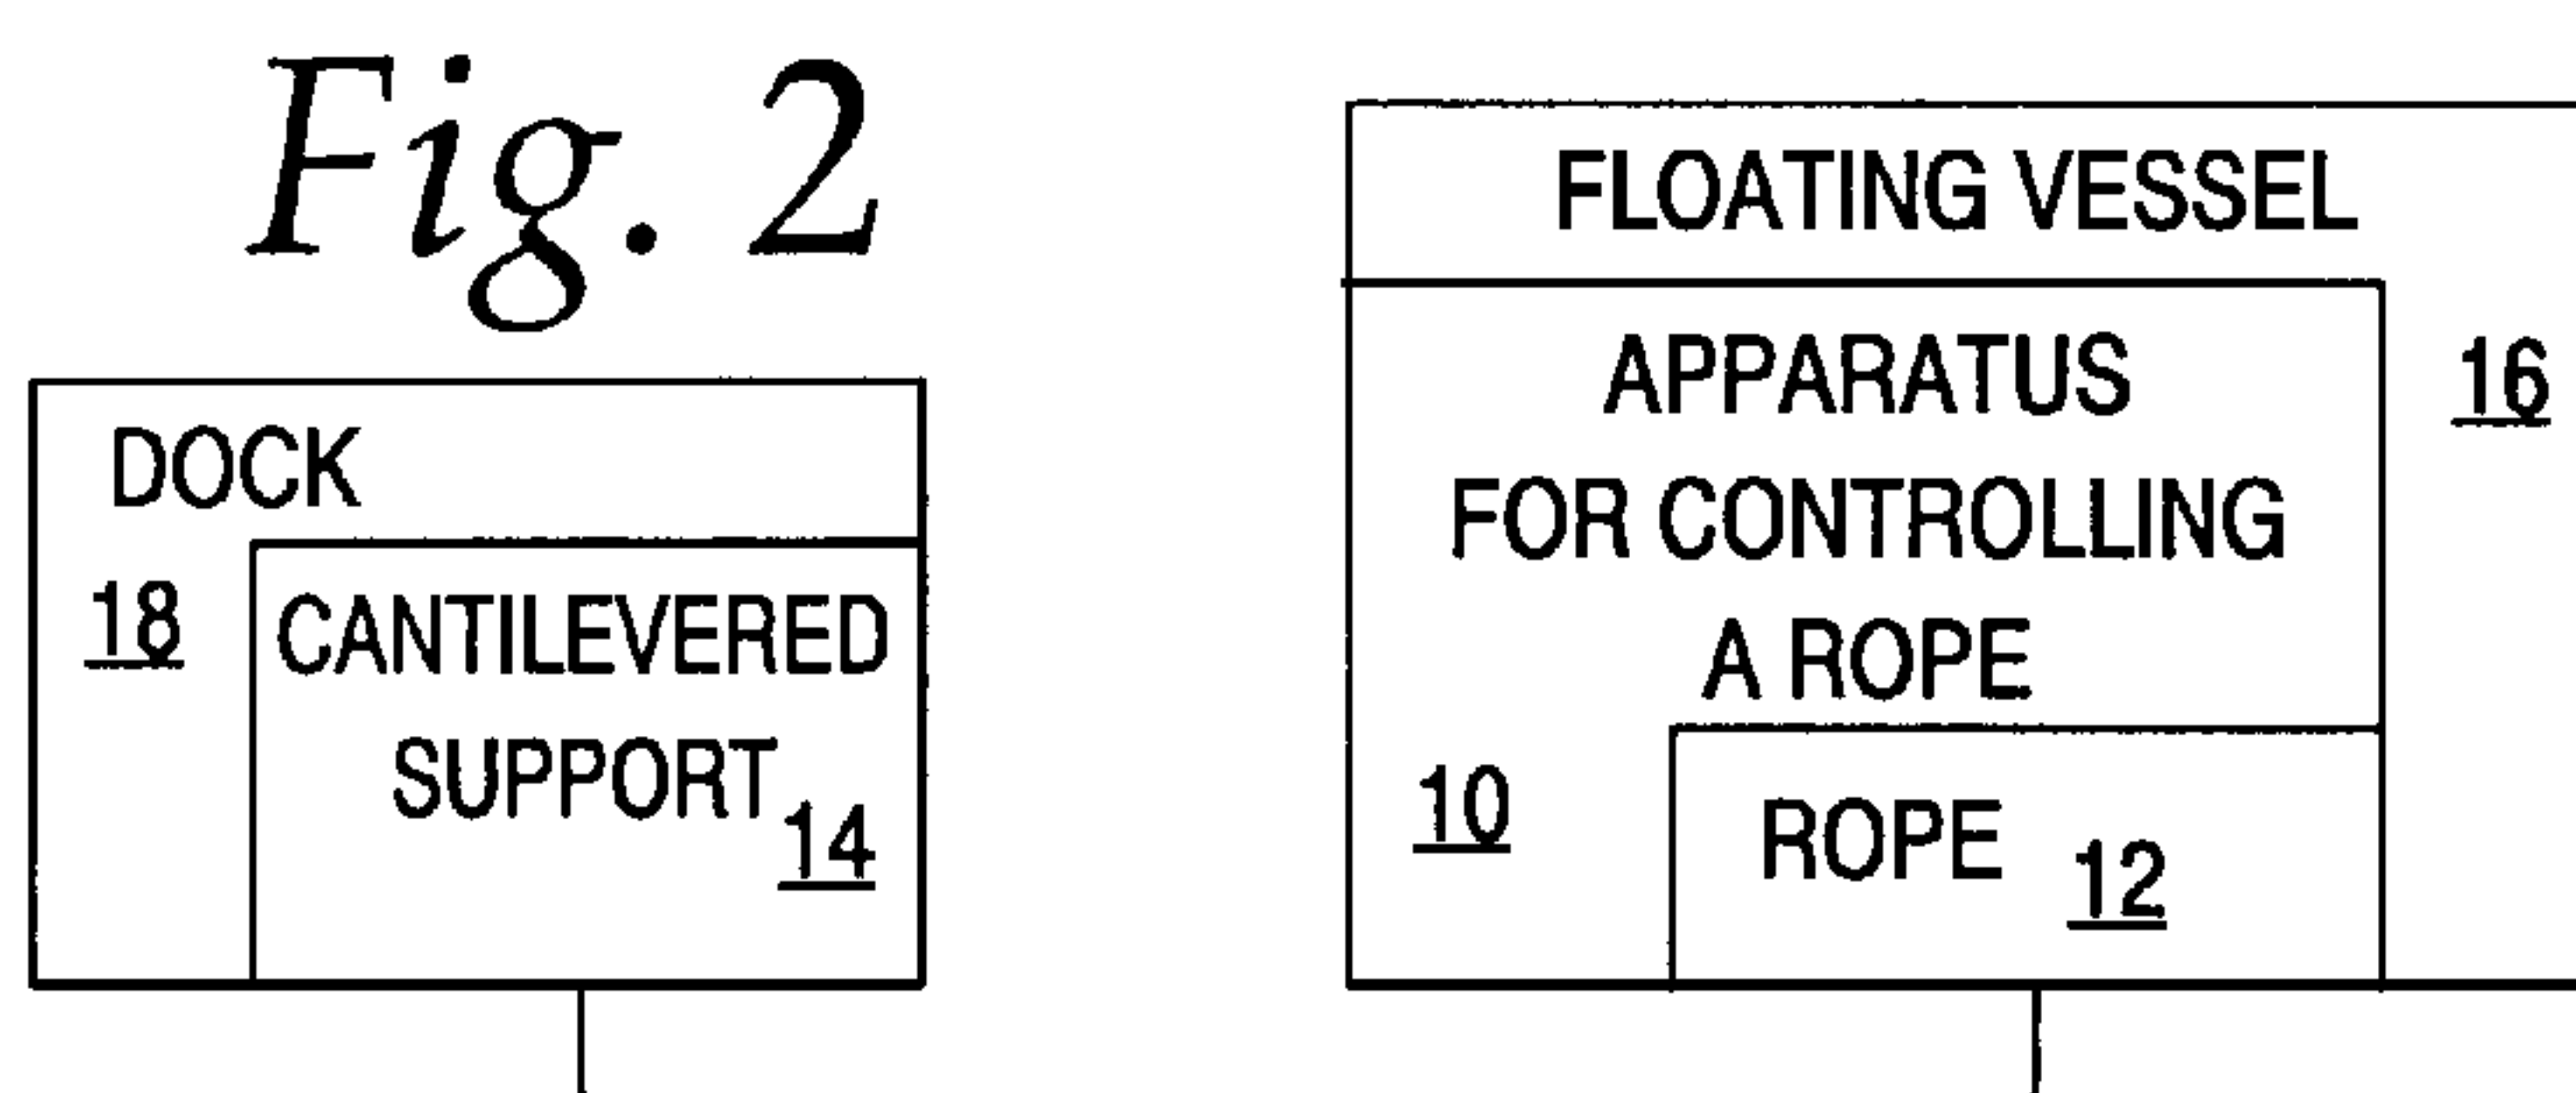 Fig. 2
DOCK
18
CANTILEVERED
SUPPORT
14
FLOATING VESSEL
16
APPARATUS
FOR CONTROLLING
A ROPE
10
ROPE
12